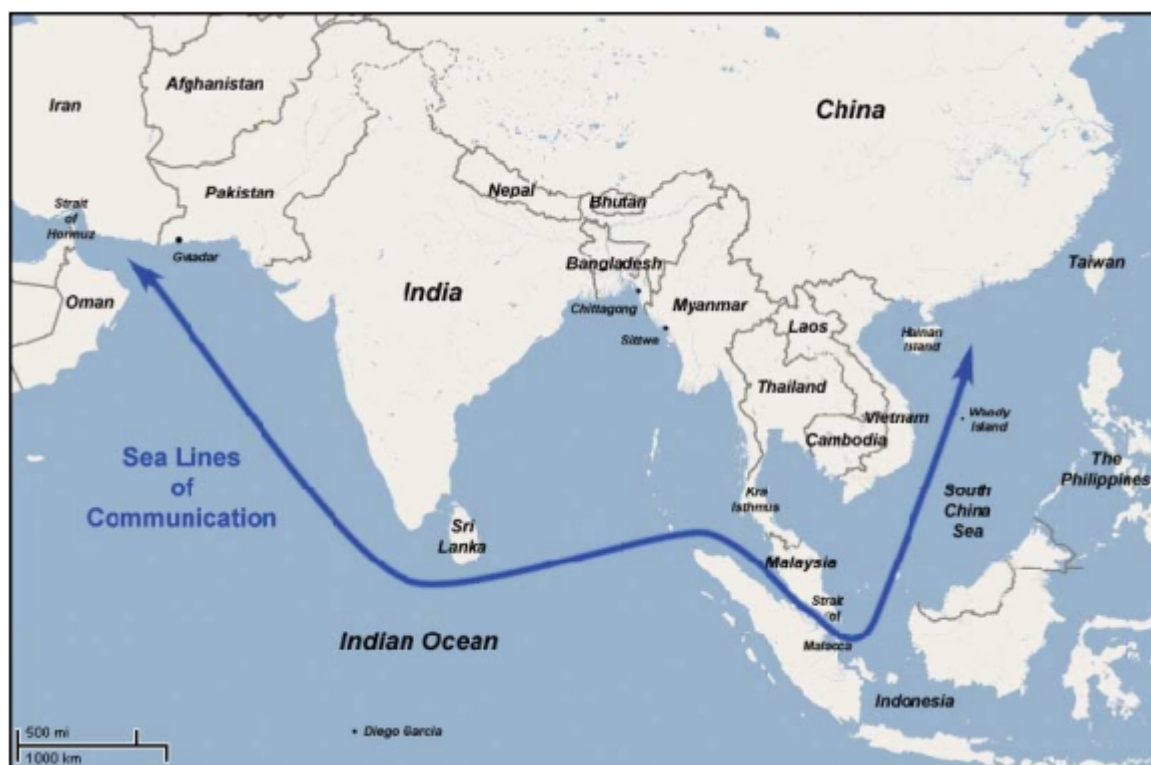 Afghanistan
Iran
China
Pakistan
Nepal
Bhutan
Strait
of
Hormuz
Gwadar
Bangladesh
Taiwan
Oman
India
Chittagong
Myanmar
Sittwe
Laos
Hainan
Island
Thailand
Vietnam
Woody
Island
Cambodia
Sea Lines
of
Communication
The
Philippines
Kra
Isthmus
South
China
Sea
Sri
Lanka
Malaysia
Strait
of
Malacca
Indian Ocean
Indonesia
Diego Garcia
500 mi
1000 km